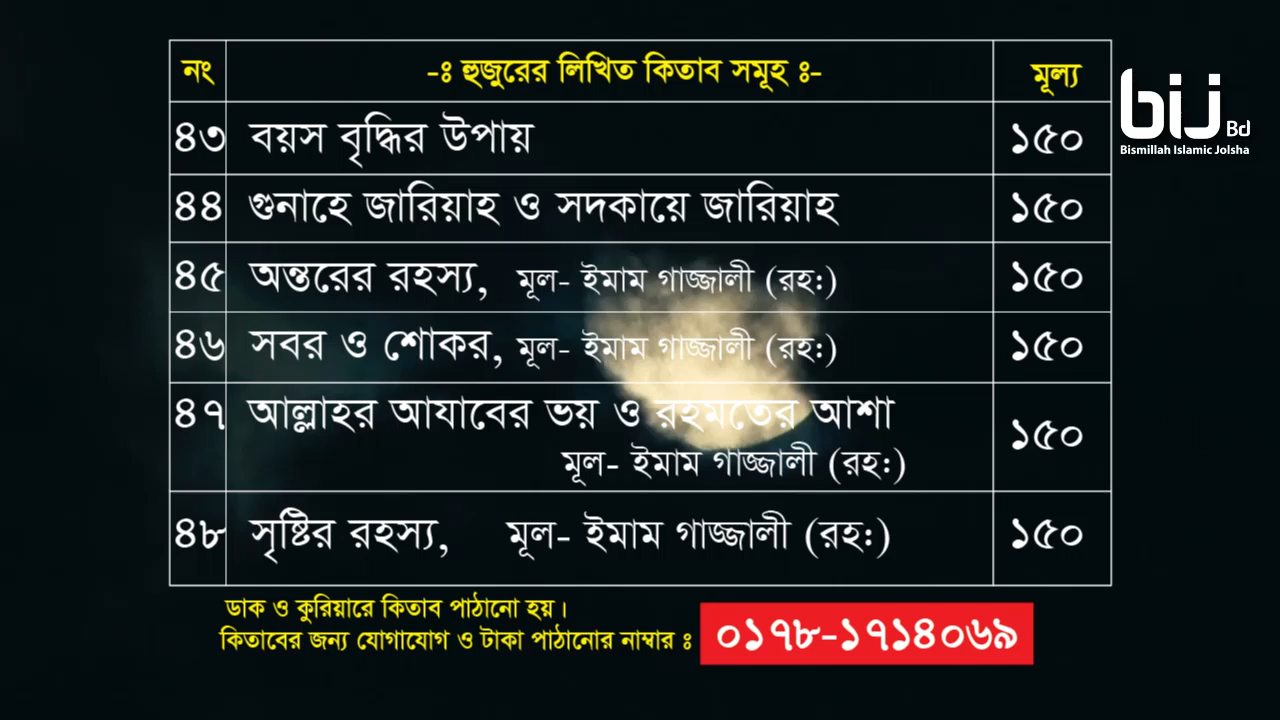 নং -ঃ হুজুরের লিখিত কিতাব সমূহ ঃ- মূল্য
৪৩ বয়স বৃদ্ধির উপায় ১৫০
৪৪ গুনাহে জারিয়াহ ও সদকায়ে জারিয়াহ ১৫০
৪৫ অন্তরের রহস্য, মূল- ইমাম গাজ্জালী (রহ:) ১৫০
৪৬ সবর ও শোকর, মূল- ইমাম গাজ্জালী (রহ:) ১৫০
৪৭ আল্লাহর আযাবের ভয় ও রহমতের আশা ১৫০
মূল- ইমাম গাজ্জালী (রহ:)
৪৮ সৃষ্টির রহস্য, মূল- ইমাম গাজ্জালী (রহ:) ১৫০
ডাক ও কুরিয়ারে কিতাব পাঠানো হয়।
কিতাবের জন্য যোগাযোগ ও টাকা পাঠানোর নাম্বার ঃ ০১৭৮-১৭১৪০৬৯
bij Bd
Bismillah Islamic Jolsha